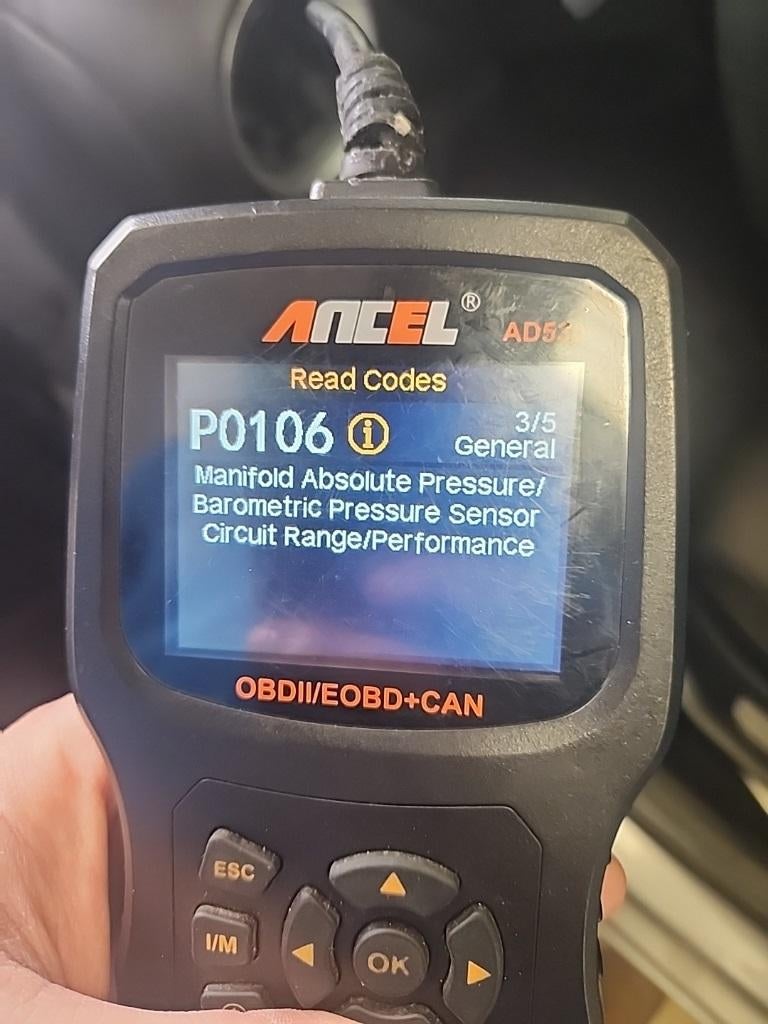 ANCEL®
Read Codes
P0106 i 3/5
General
Manifold Absolute Pressure/
Barometric Pressure Sensor
Circuit Range/Performance
OBDII/EOBD+CAN
ESC
I/M
OK